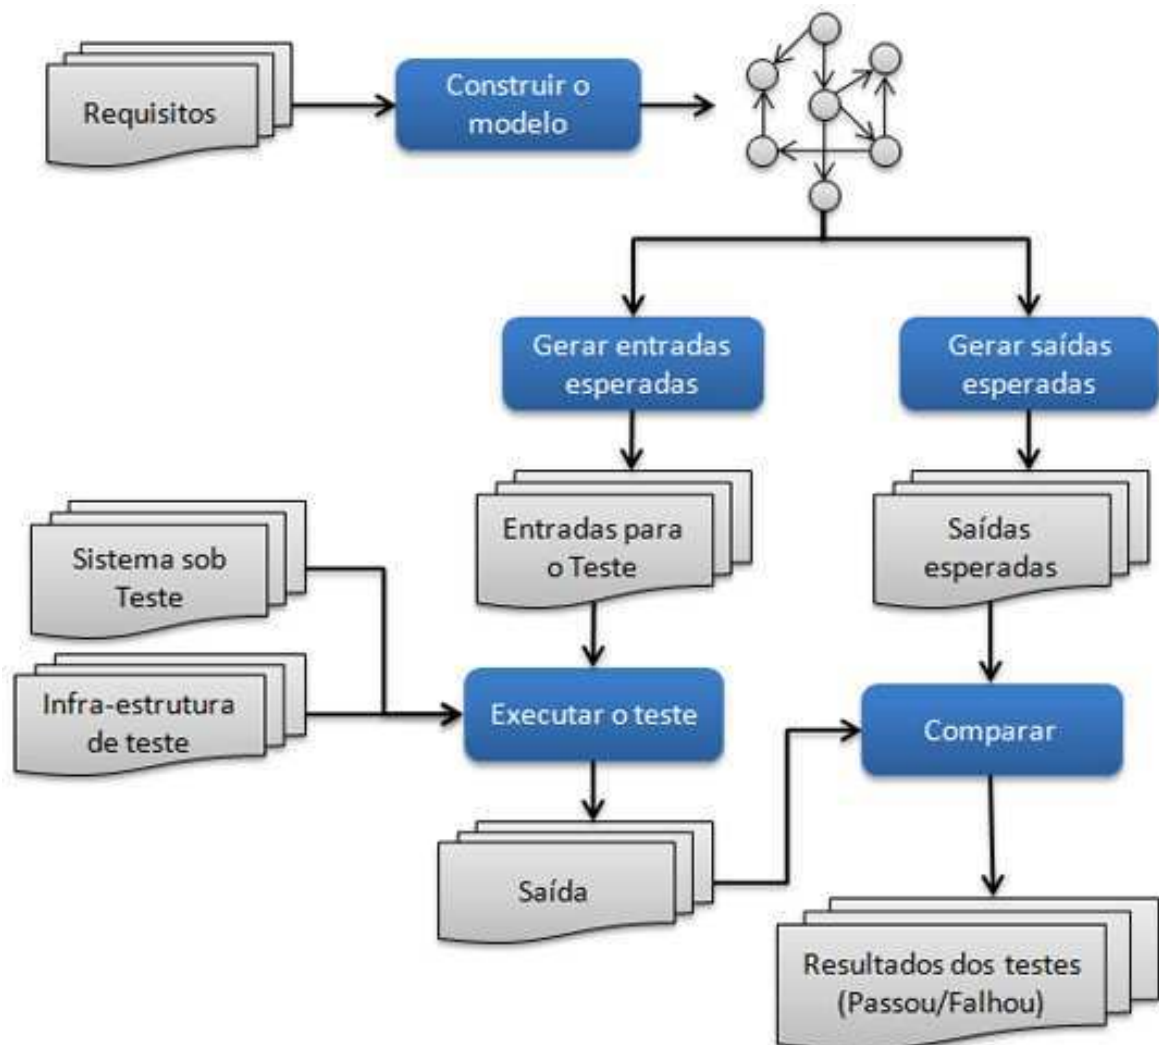 Requisitos
Construir o
modelo
Gerar entradas
esperadas
Gerar saídas
esperadas
Entradas para
o Teste
Saídas
esperadas
Sistema sob
Teste
Infra-estrutura
de teste
Executar o teste
Comparar
Saída
Resultados dos testes
(Passou/Falhou)